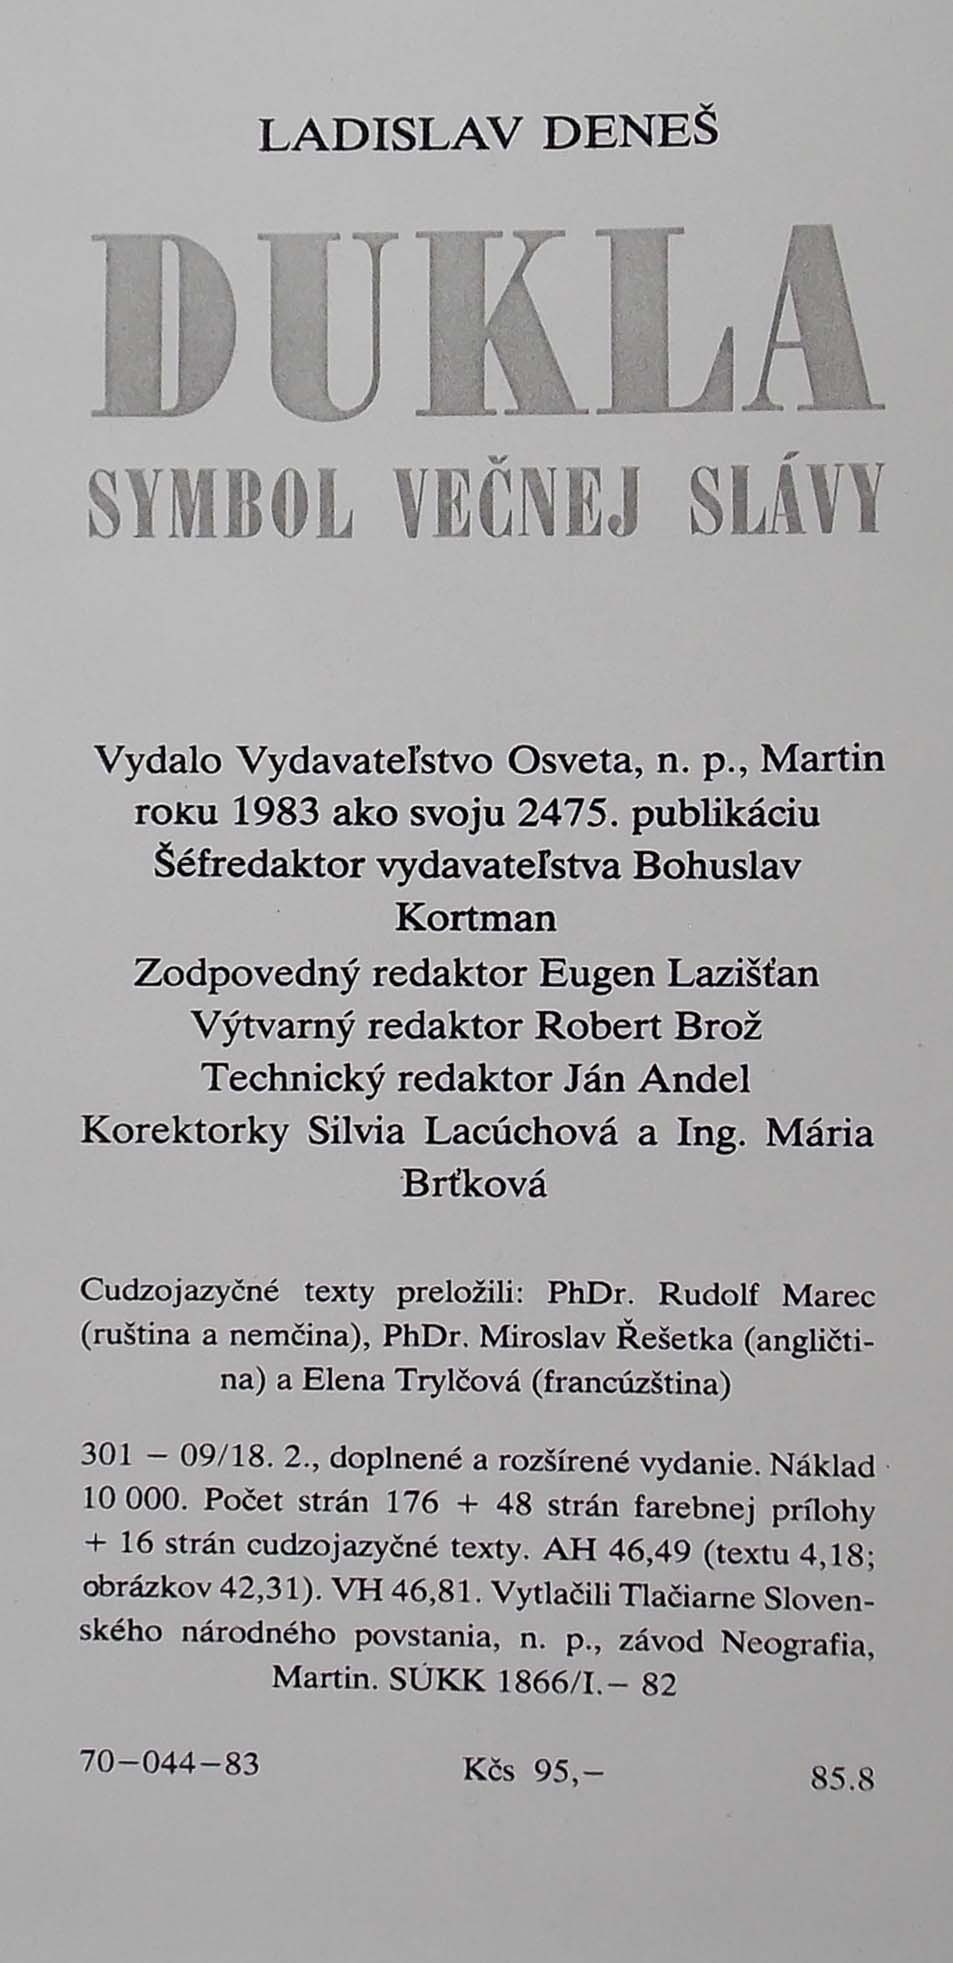 LADISLAV DENEŠ
DUKLA
SYMBOL VEČNEJ SLÁVY
Vydalo Vydavateľstvo Osveta, n. p., Martin
roku 1983 ako svoju 2475. publikáciu
Šéfredaktor vydavateľstva Bohuslav
Kortman
Zodpovedný redaktor Eugen Lazišťan
Výtvarný redaktor Robert Brož
Technický redaktor Ján Andel
Korektorky Silvia Lacúchová a Ing. Mária
Brťková
Cudzojazyčné texty preložili: PhDr. Rudolf Marec
(ruština a nemčina), PhDr. Miroslav Řešetka (angličti-
na) a Elena Trylčová (francúzština)
301 — 09/18. 2., doplnené a rozšírené vydanie. Náklad
10 000. Počet strán 176 + 48 strán farebnej prílohy
+ 16 strán cudzojazyčné texty. AH 46,49 (textu 4,18;
obrázkov 42,31). VH 46,81. Vytlačili Tlačiarne Sloven-
ského národného povstania, n. p., závod Neografia,
Martin. SÚKK 1866/I.— 82
70—044—83 Kčs 95,— 85.8